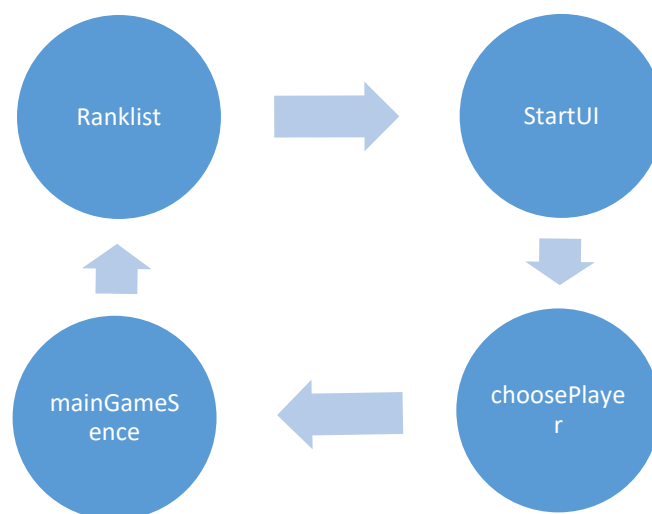 Ranklist
StartUI
mainGameS
ence
choosePlaye
r